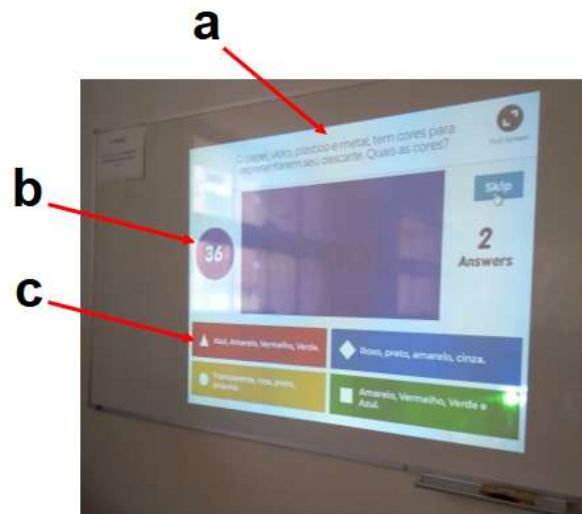 a
O papel, vidro, plástico e metal, tem cores para
representarem seu descarte. Quais as cores?
Full Screen
Skip
b
36
2
Answers
c
Azul, Amarelo, Vermelho, Verde.
Roxo, preto, amarelo, cinza.
Transparente, rosa, preto,
Amarelo, Vermelho, Verde e
Azul.